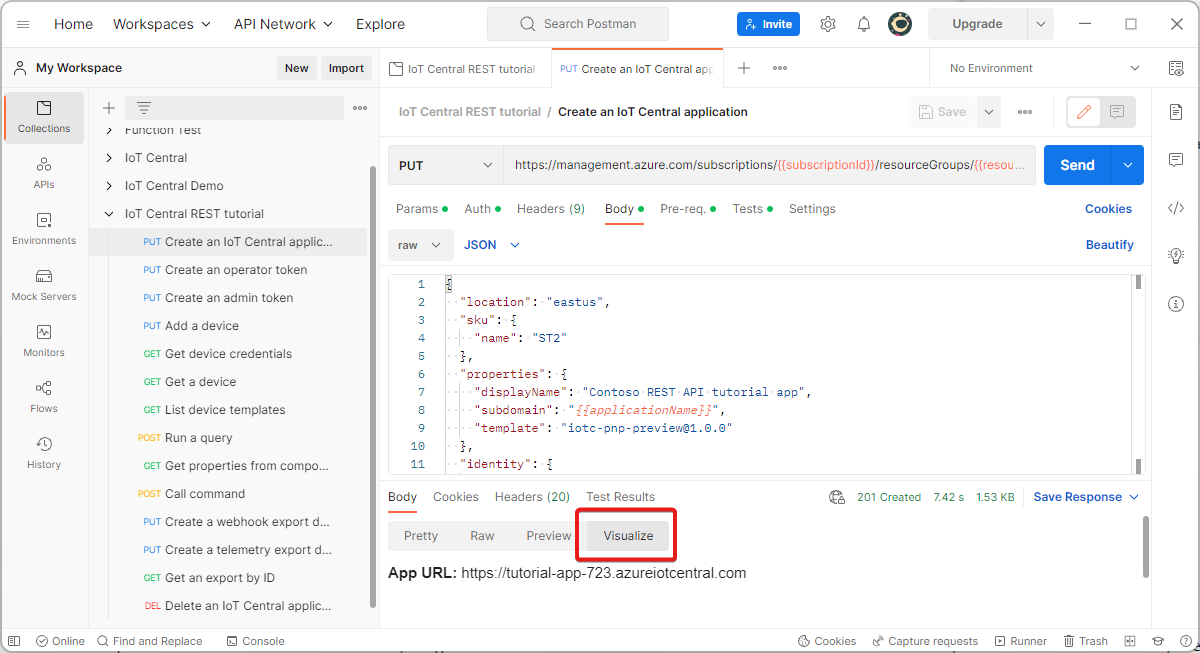 Home Workspaces API Network Explore Search Postman Invite Upgrade
My Workspace New Import IoT Central REST tutorial PUT Create an IoT Central app No Environment
Collections
APIs
Environments
Mock Servers
Monitors
Flows
History
Function Test
IoT Central
IoT Central Demo
IoT Central REST tutorial
PUT Create an IoT Central applic...
PUT Create an operator token
PUT Create an admin token
PUT Add a device
GET Get device credentials
GET Get a device
GET List device templates
POST Run a query
GET Get properties from compo...
POST Call command
PUT Create a webhook export d...
PUT Create a telemetry export d...
GET Get an export by ID
DEL Delete an IoT Central applic...
IoT Central REST tutorial / Create an IoT Central application Save
PUT https://management.azure.com/subscriptions/{{subscriptionId}}/resourceGroups/{{resou... Send
Params Auth Headers (9) Body Pre-req. Tests Settings Cookies
raw JSON Beautify
1 {
2 "location": "eastus",
3 "sku": {
4 "name": "ST2"
5 },
6 "properties": {
7 "displayName": "Contoso REST API tutorial app",
8 "subdomain": "{{applicationName}}",
9 "template": "iotc-pnp-preview@1.0.0"
10 },
11 "identity": {
Body Cookies Headers (20) Test Results 201 Created 7.42 s 1.53 KB Save Response
Pretty Raw Preview Visualize
App URL: https://tutorial-app-723.azureiotcentral.com
Online Find and Replace Console Cookies Capture requests Runner Trash